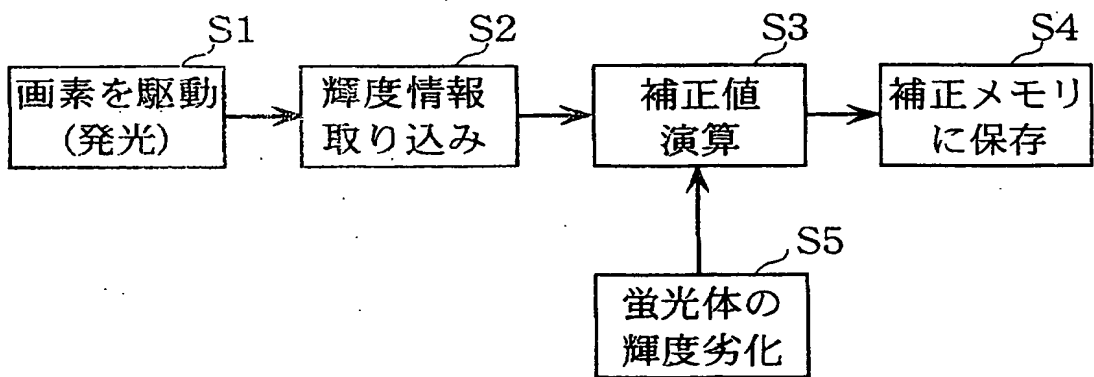 S1
画素を駆動
(発光)
S2
輝度情報
取り込み
S3
補正値
演算
S4
補正メモリ
に保存
S5
蛍光体の
輝度劣化